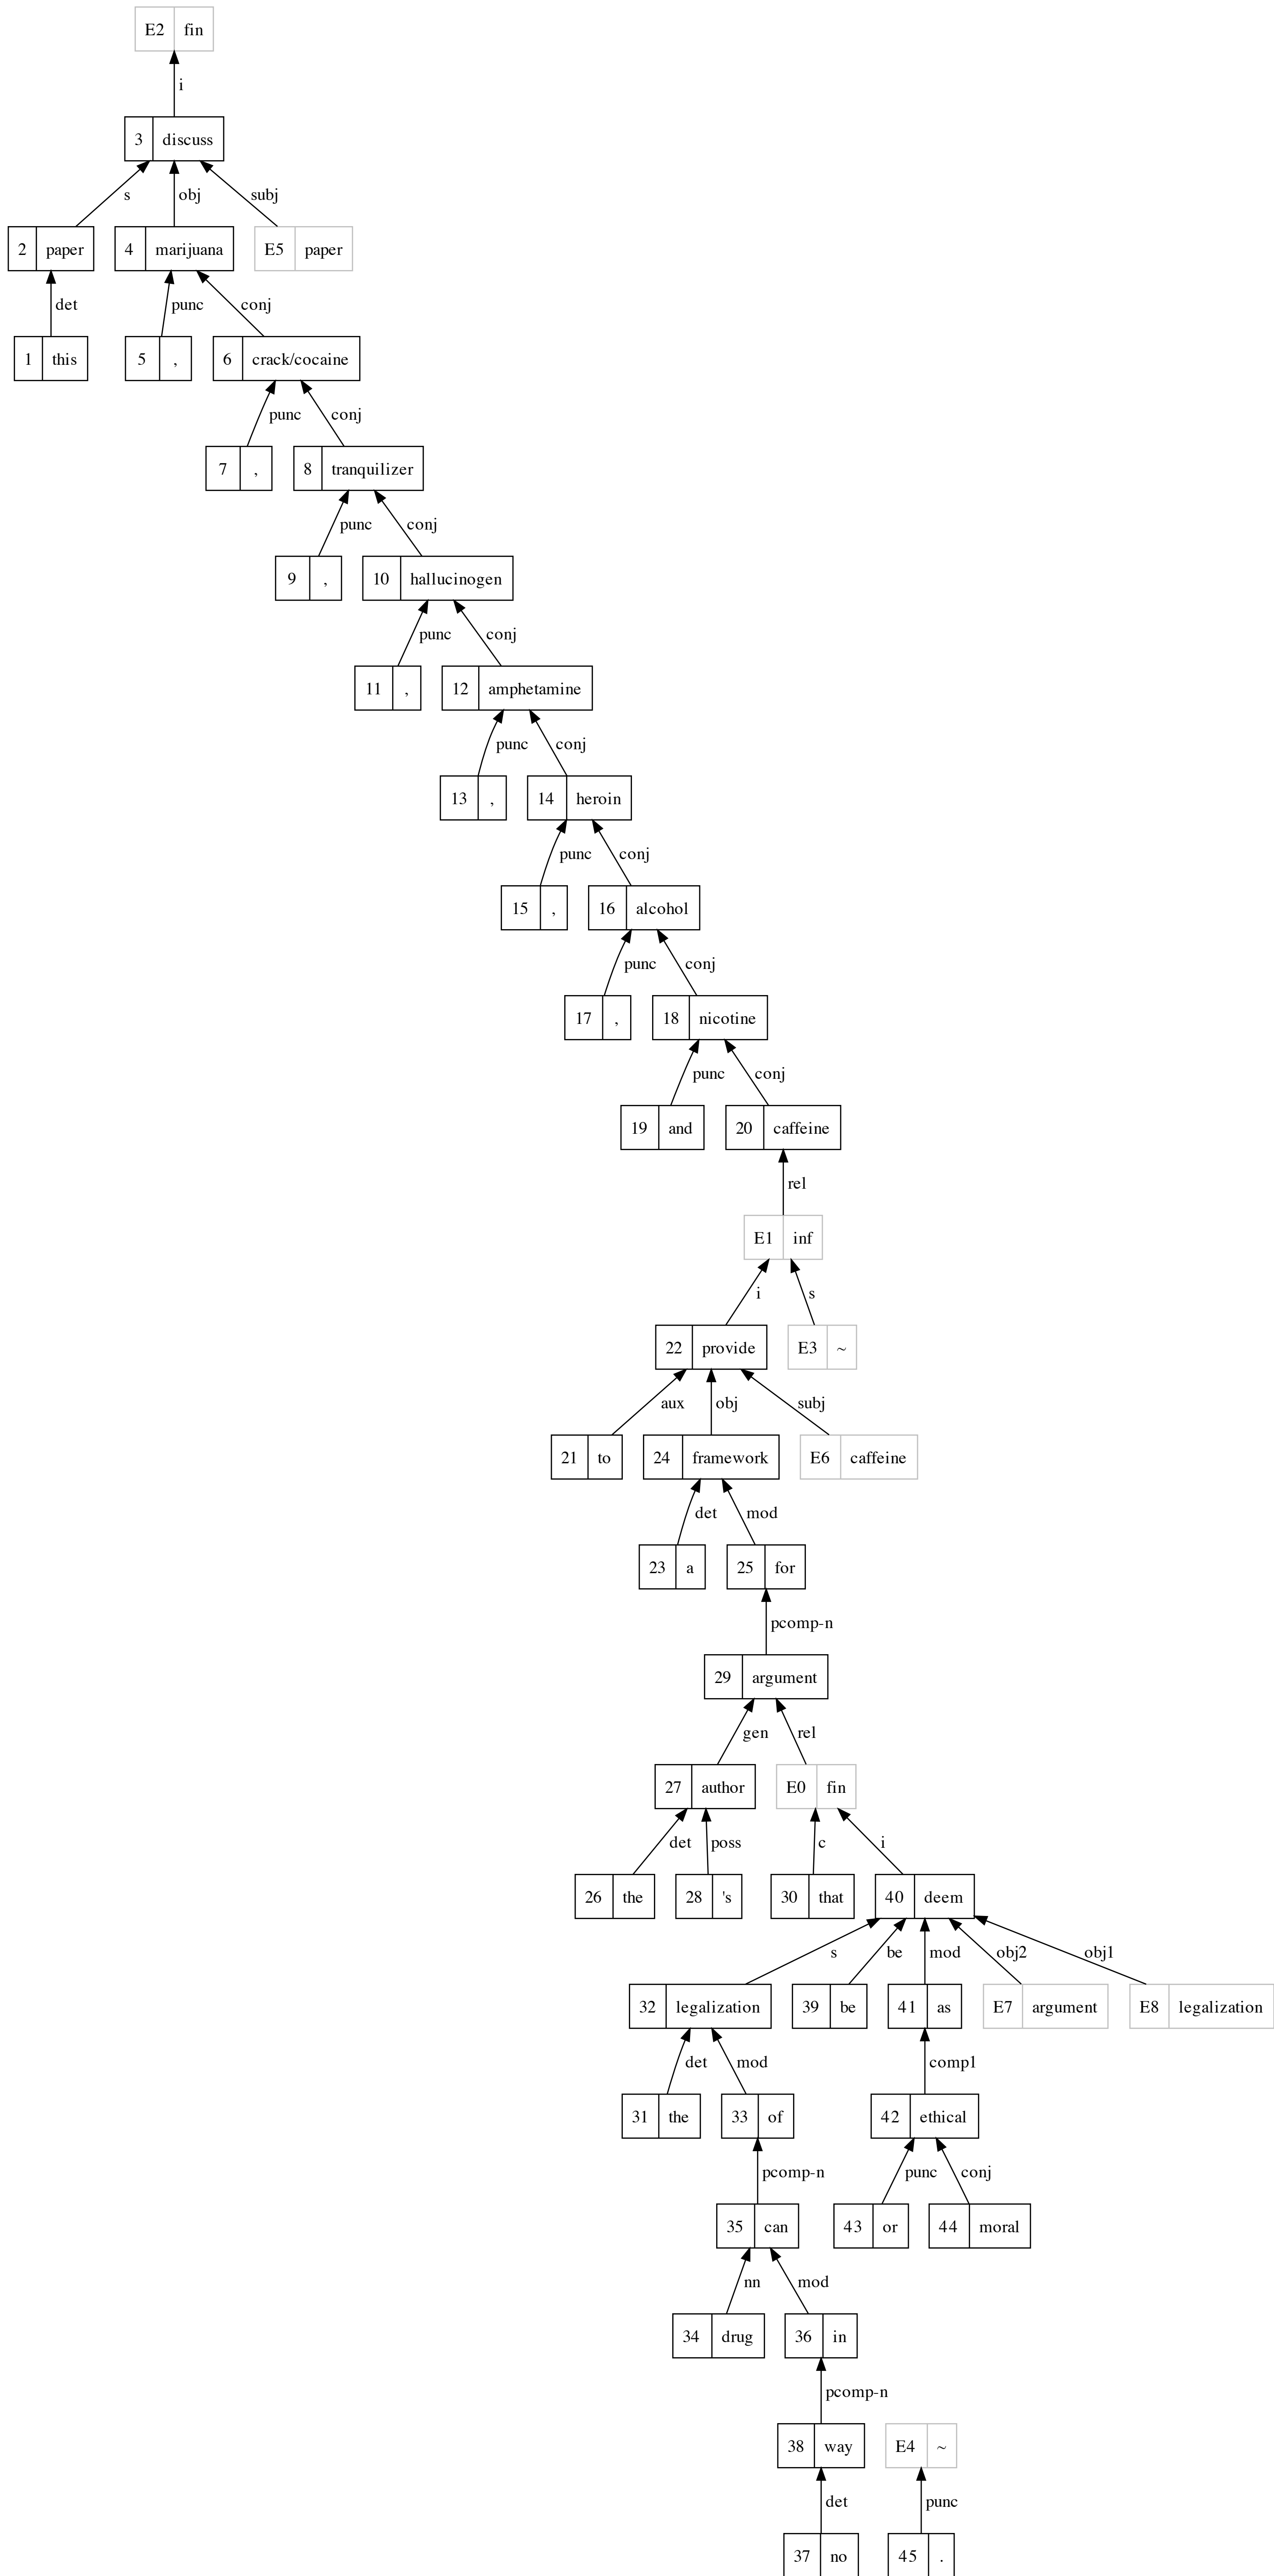 E2 fin
i
3 discuss
s obj subj
2 paper 4 marijuana E5 paper
det punc conj
1 this 5 , 6 crack/cocaine
punc conj
7 , 8 tranquilizer
punc conj
9 , 10 hallucinogen
punc conj
11 , 12 amphetamine
punc conj
13 , 14 heroin
punc conj
15 , 16 alcohol
punc conj
17 , 18 nicotine
punc conj
19 and 20 caffeine
rel
E1 inf
i s
22 provide E3 ~
aux obj subj
21 to 24 framework E6 caffeine
det mod
23 a 25 for
pcomp-n
29 argument
gen rel
27 author E0 fin
det poss c i
26 the 28 's 30 that 40 deem
s be mod obj2 obj1
32 legalization 39 be 41 as E7 argument E8 legalization
det mod comp1
31 the 33 of 42 ethical
pcomp-n punc conj
35 can 43 or 44 moral
nn mod
34 drug 36 in
pcomp-n
38 way E4 ~
det punc
37 no 45 .